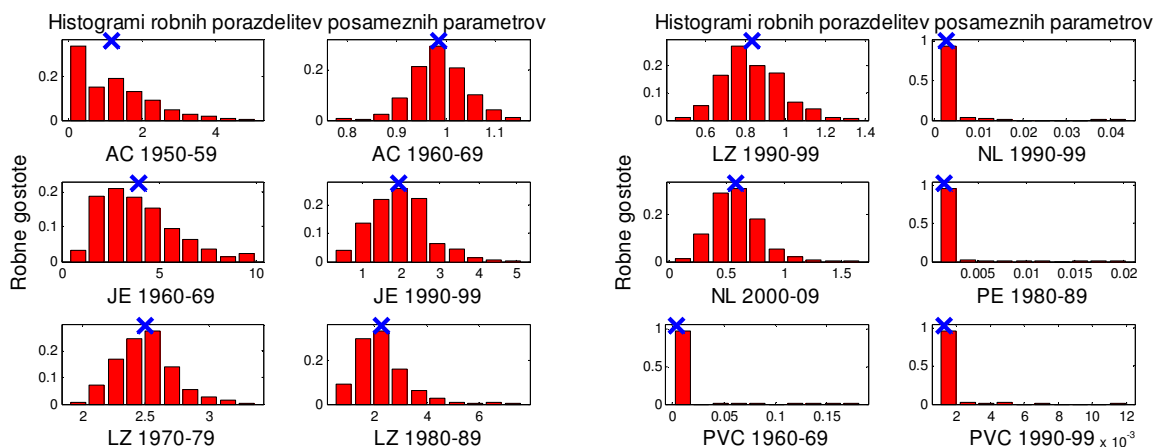 Histogrami robnih porazdelitev posameznih parametrov
Robne gostote
0.2
0
0 2 4
AC 1950-59
0.2
0
0.8 0.9 1 1.1
AC 1960-69
0.2
0.1
0
0 5 10
JE 1960-69
0.2
0.1
0
1 2 3 4 5
JE 1990-99
0.2
0.1
0
2 2.5 3
LZ 1970-79
0.2
0
2 4 6
LZ 1980-89
Histogrami robnih porazdelitev posameznih parametrov
Robne gostote
0.2
0.1
0
0.6 0.8 1 1.2 1.4
LZ 1990-99
1
0.5
0
0 0.01 0.02 0.03 0.04
NL 1990-99
0.2
0
0 0.5 1 1.5
NL 2000-09
1
0.5
0
0.005 0.01 0.015 0.02
PE 1980-89
1
0.5
0
0 0.05 0.1 0.15
PVC 1960-69
1
0.5
0
2 4 6 8 10 12
PVC 1990-99 x 10⁻³